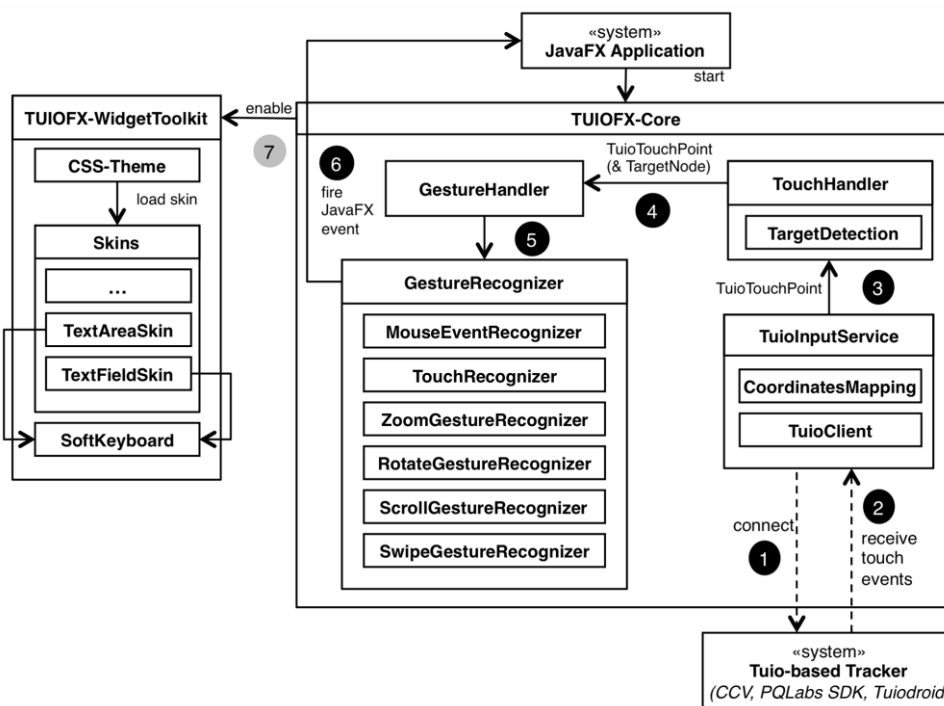 «system»
JavaFX Application
start
enable
7
TUIOFX-WidgetToolkit
CSS-Theme
load skin
Skins
...
TextAreaSkin
TextFieldSkin
SoftKeyboard
TUIOFX-Core
6
fire
JavaFX
event
GestureHandler
TuioTouchPoint
(& TargetNode)
4
TouchHandler
TargetDetection
5
GestureRecognizer
MouseEventRecognizer
TouchRecognizer
ZoomGestureRecognizer
RotateGestureRecognizer
ScrollGestureRecognizer
SwipeGestureRecognizer
TuioTouchPoint
3
TuioInputService
CoordinatesMapping
TuioClient
connect
1
2
receive
touch
events
«system»
Tuio-based Tracker
(CCV, PQLabs SDK, Tuiodroid